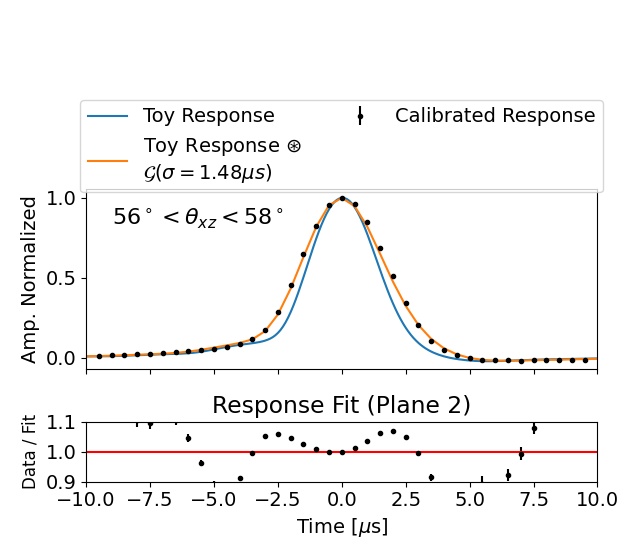 Toy Response
Toy Response ⊛
𝒢(σ = 1.48μs)
Calibrated Response
56° < θxz < 58°
Amp. Normalized
1.0
0.5
0.0
Response Fit (Plane 2)
Data / Fit
1.1
1.0
0.9
−10.0 −7.5 −5.0 −2.5 0.0 2.5 5.0 7.5 10.0
Time [μs]